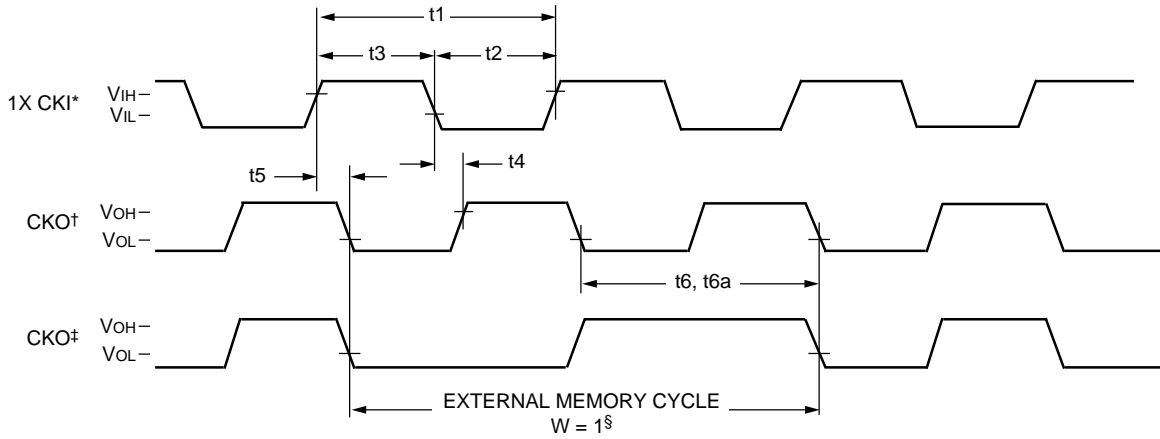 t1
t3
t2
1X CKI*
VIH
VIL
t4
t5
CKO†
VOH
VOL
t6, t6a
CKO‡
VOH
VOL
EXTERNAL MEMORY CYCLE
W = 1§